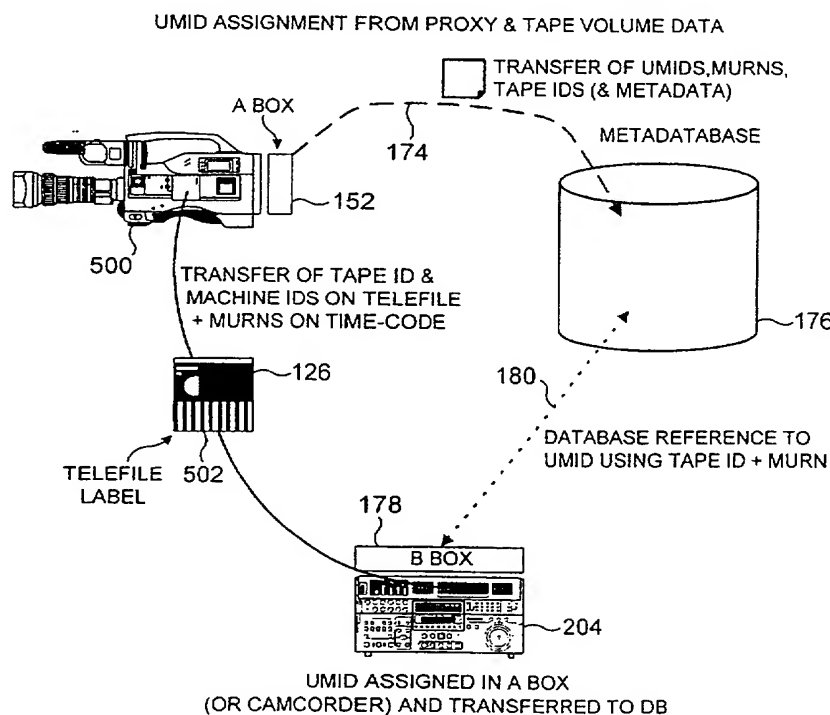 UMID ASSIGNMENT FROM PROXY & TAPE VOLUME DATA
TRANSFER OF UMIDS,MURNS,
TAPE IDS (& METADATA)
A BOX
174
METADATABASE
152
500
TRANSFER OF TAPE ID &
MACHINE IDS ON TELEFILE
+ MURNS ON TIME-CODE
176
126
180
DATABASE REFERENCE TO
UMID USING TAPE ID + MURN
TELEFILE
LABEL
502
178
B BOX
204
UMID ASSIGNED IN A BOX
(OR CAMCORDER) AND TRANSFERRED TO DB